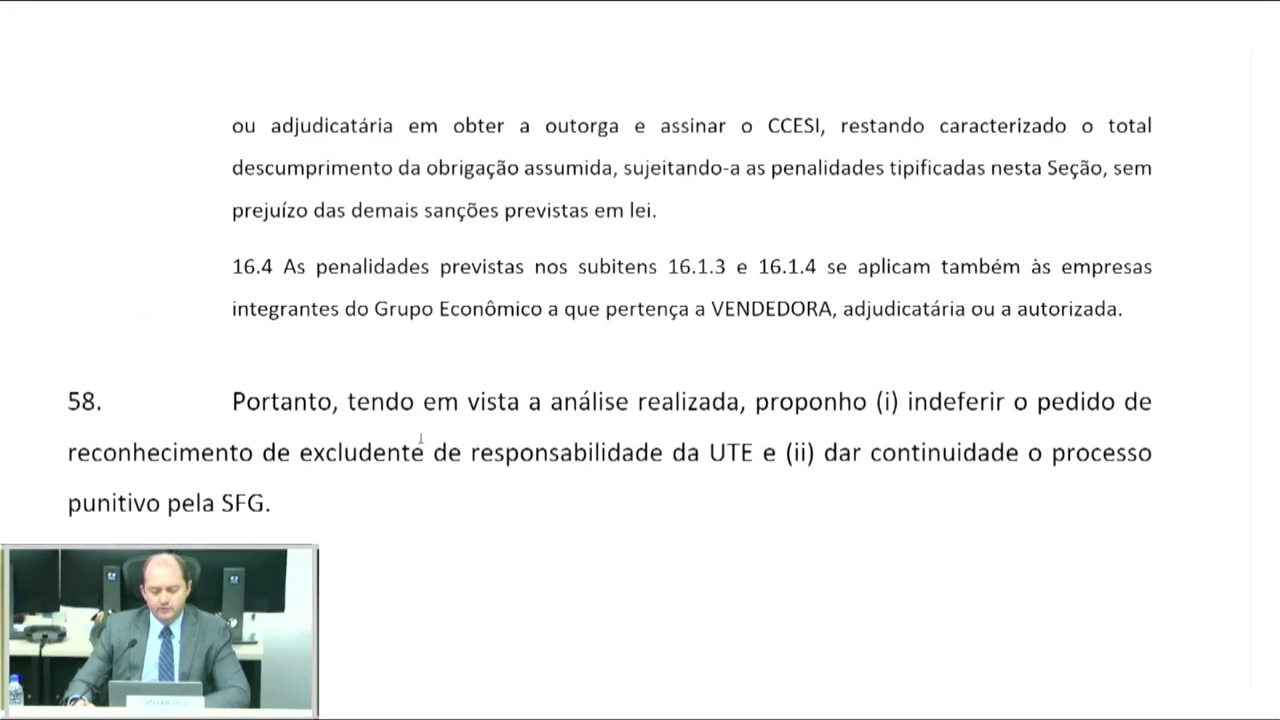 ou adjudicatária em obter a outorga e assinar o CCESI, restando caracterizado o total
descumprimento da obrigação assumida, sujeitando-a as penalidades tipificadas nesta Seção, sem
prejuízo das demais sanções previstas em lei.
16.4 As penalidades previstas nos subitens 16.1.3 e 16.1.4 se aplicam também às empresas
integrantes do Grupo Econômico a que pertença a VENDEDORA, adjudicatária ou a autorizada.
58. Portanto, tendo em vista a análise realizada, proponho (i) indeferir o pedido de
reconhecimento de excludente de responsabilidade da UTE e (ii) dar continuidade o processo
punitivo pela SFG.